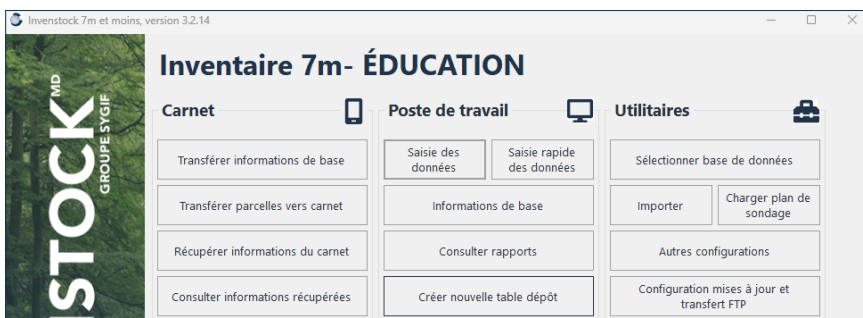 Invenstock 7m et moins, version 3.2.14
STOCK MD
GROUPE SYGIF
Inventaire 7m- ÉDUCATION
Carnet
Transférer informations de base
Transférer parcelles vers carnet
Récupérer informations du carnet
Consulter informations récupérées
Poste de travail
Saisie des
données
Saisie rapide
des données
Informations de base
Consulter rapports
Créer nouvelle table dépôt
Utilitaires
Sélectionner base de données
Importer
Charger plan de
sondage
Autres configurations
Configuration mises à jour et
transfert FTP